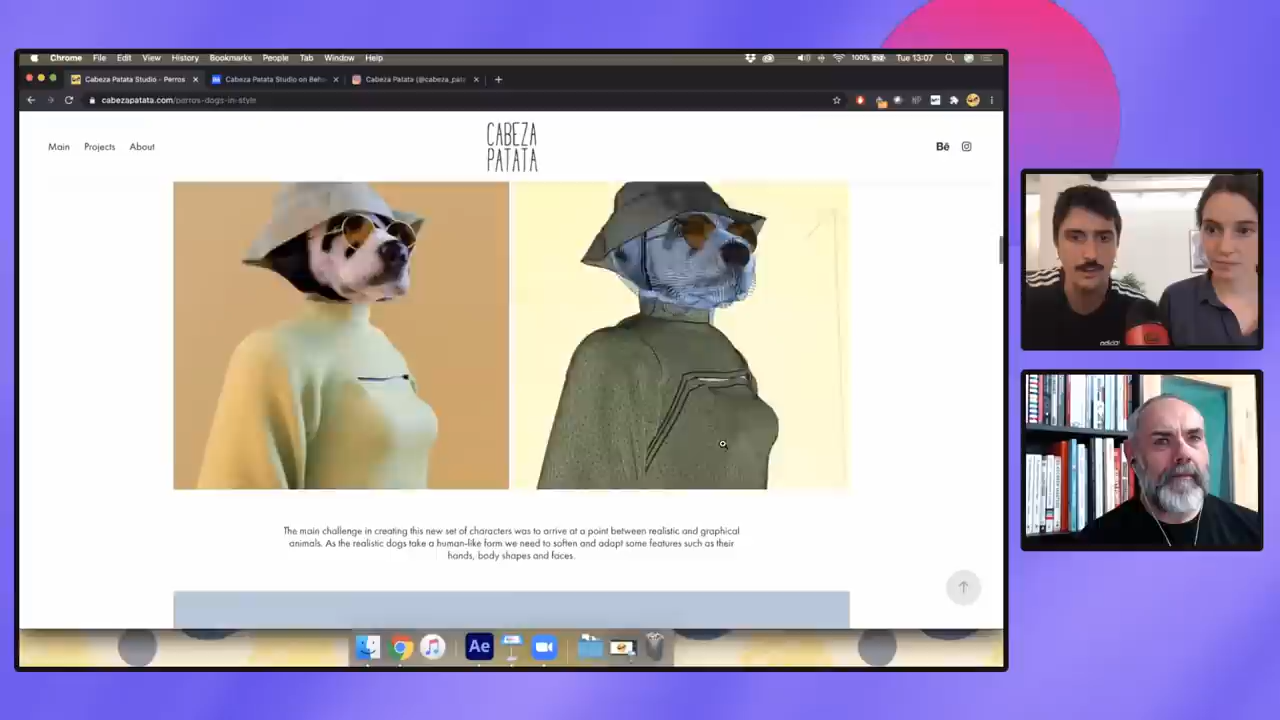 Chrome File Edit View History Bookmarks People Tab Window Help
100% Tue 13:07
Cabeza Patata Studio - Perros
Cabeza Patata Studio on Beh
Cabeza Patata (@cabeza_pata
cabezapatata.com/perros-dogs-in-style
Main Projects About
CABEZA
PATATA
Bē
The main challenge in creating this new set of characters was to arrive at a point between realistic and graphical
animals. As the realistic dogs take a human-like form we need to soften and adapt some features such as their
hands, body shapes and faces.
Ae
adidas